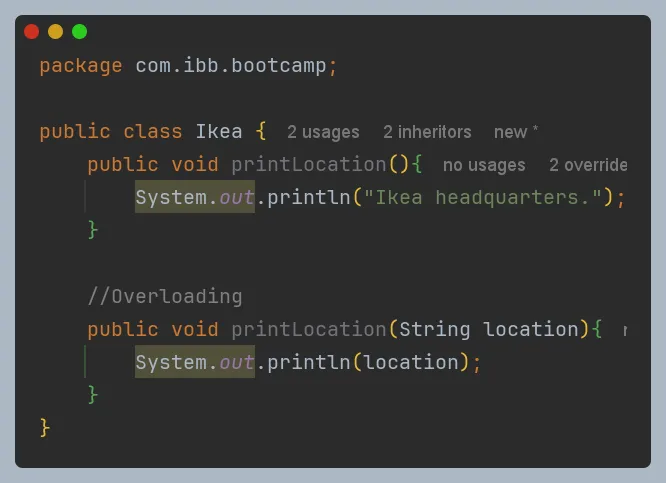 package com.ibb.bootcamp;
public class Ikea { 2 usages 2 inheritors new *
public void printLocation(){ no usages 2 override
System.out.println("Ikea headquarters.");
}
//Overloading
public void printLocation(String location){
System.out.println(location);
}
}